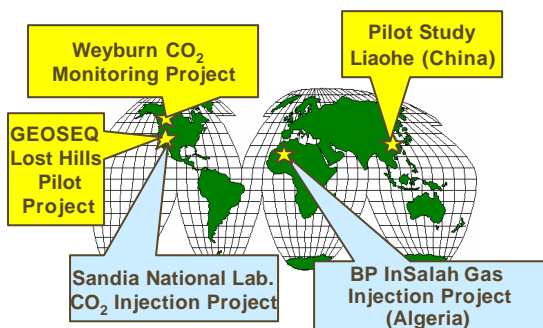 Weyburn CO₂
Monitoring Project
Pilot Study
Liaohe (China)
GEOSEQ
Lost Hills
Pilot
Project
Sandia National Lab.
CO₂ Injection Project
BP InSalah Gas
Injection Project
(Algeria)